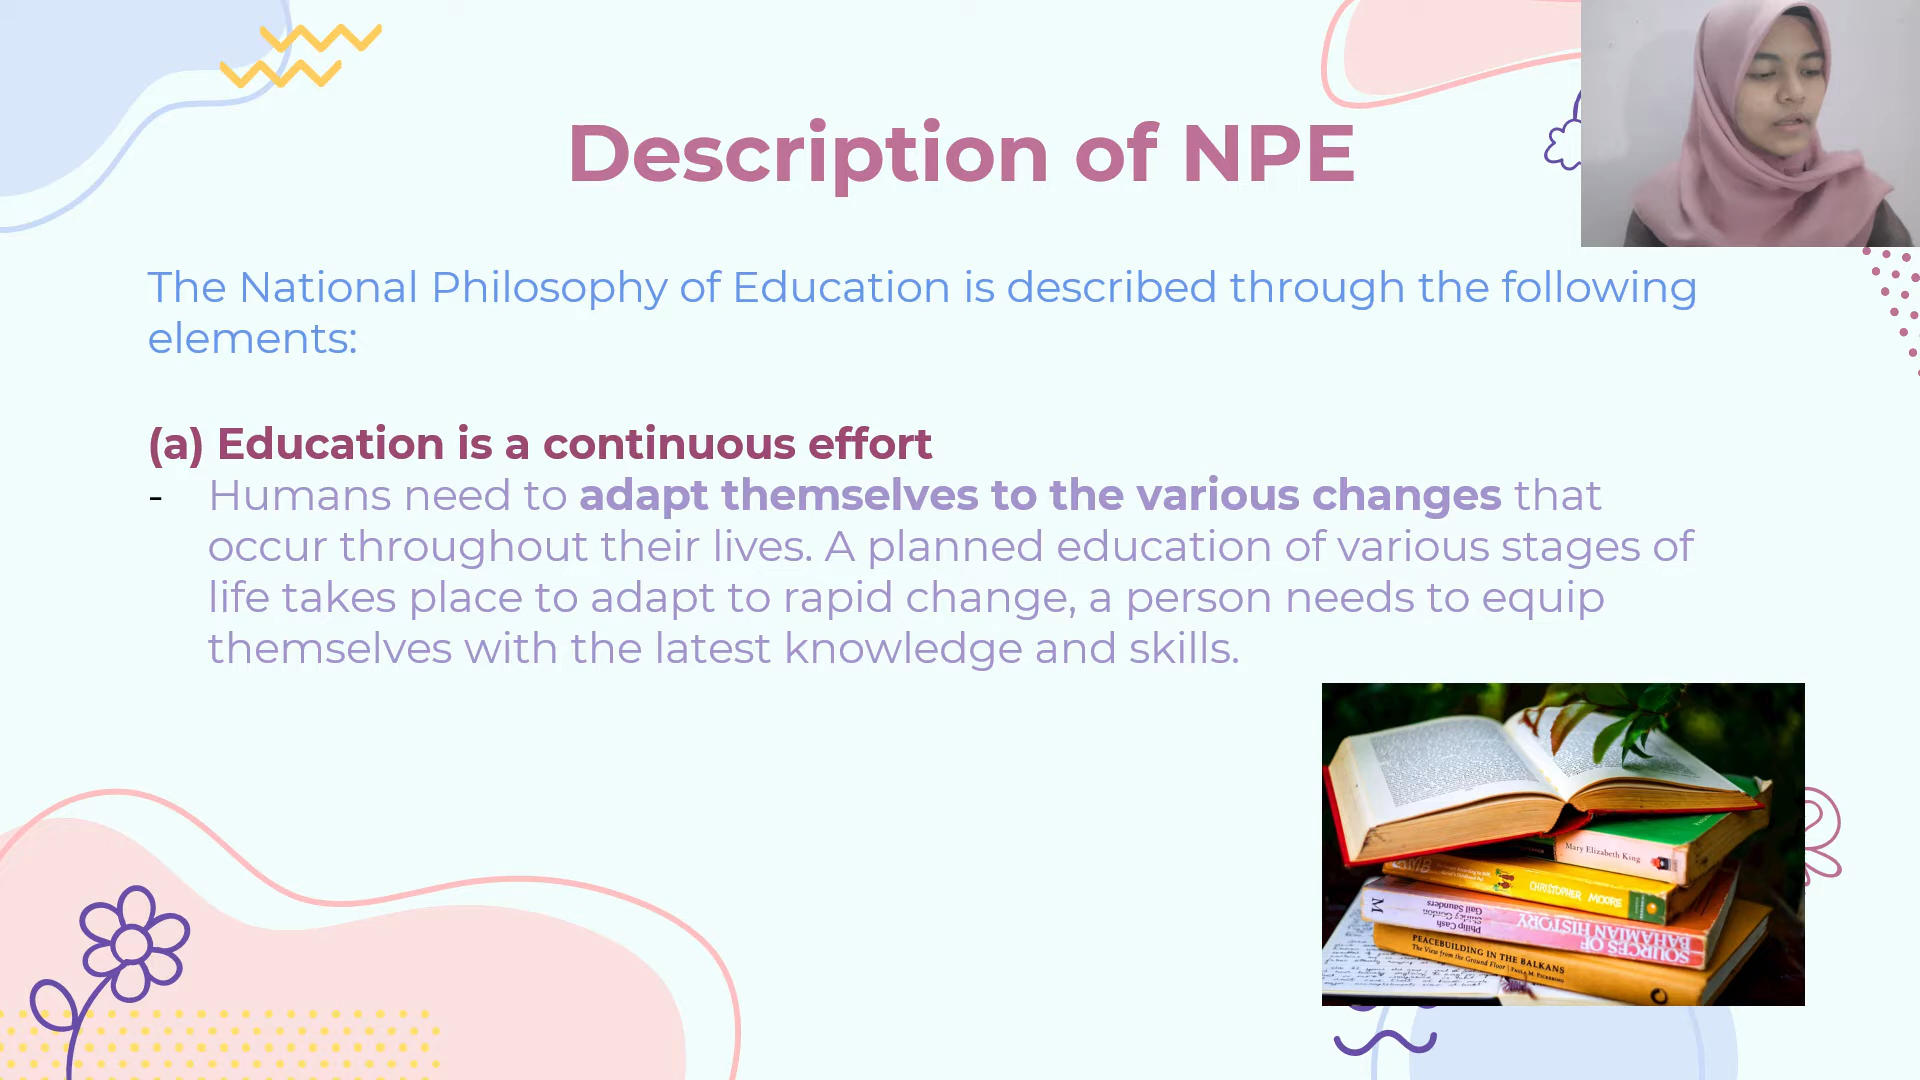 Description of NPE
The National Philosophy of Education is described through the following
elements:
(a) Education is a continuous effort
- Humans need to adapt themselves to the various changes that
occur throughout their lives. A planned education of various stages of
life takes place to adapt to rapid change, a person needs to equip
themselves with the latest knowledge and skills.
Mary Elizabeth King
CHRISTOPHER MOORE
SOURCES OF
BAHAMIAN HISTORY
Philip Cash
Shirley Gordon
Gail Saunders
M
PEACEBUILDING IN THE BALKANS
The View from the Ground Floor | PAULA M. PICKERING